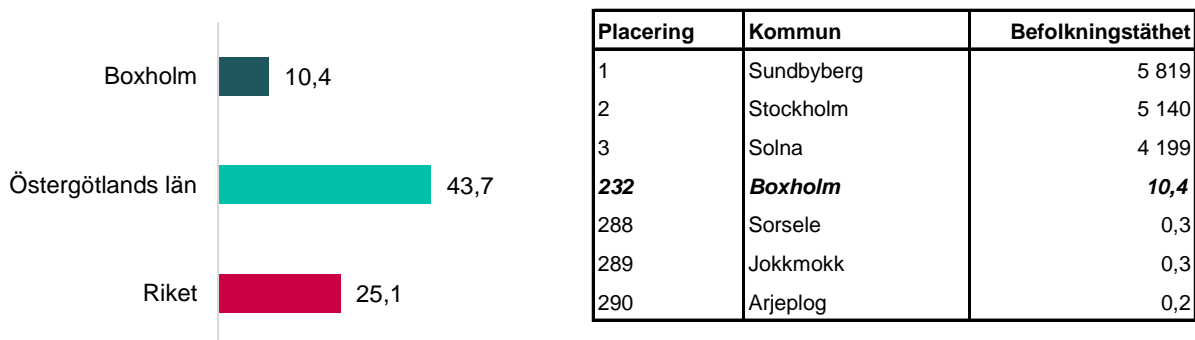 Boxholm 10,4
Östergötlands län 43,7
Riket 25,1
Placering Kommun Befolkningstäthet
1 Sundbyberg 5 819
2 Stockholm 5 140
3 Solna 4 199
232 Boxholm 10,4
288 Sorsele 0,3
289 Jokkmokk 0,3
290 Arjeplog 0,2